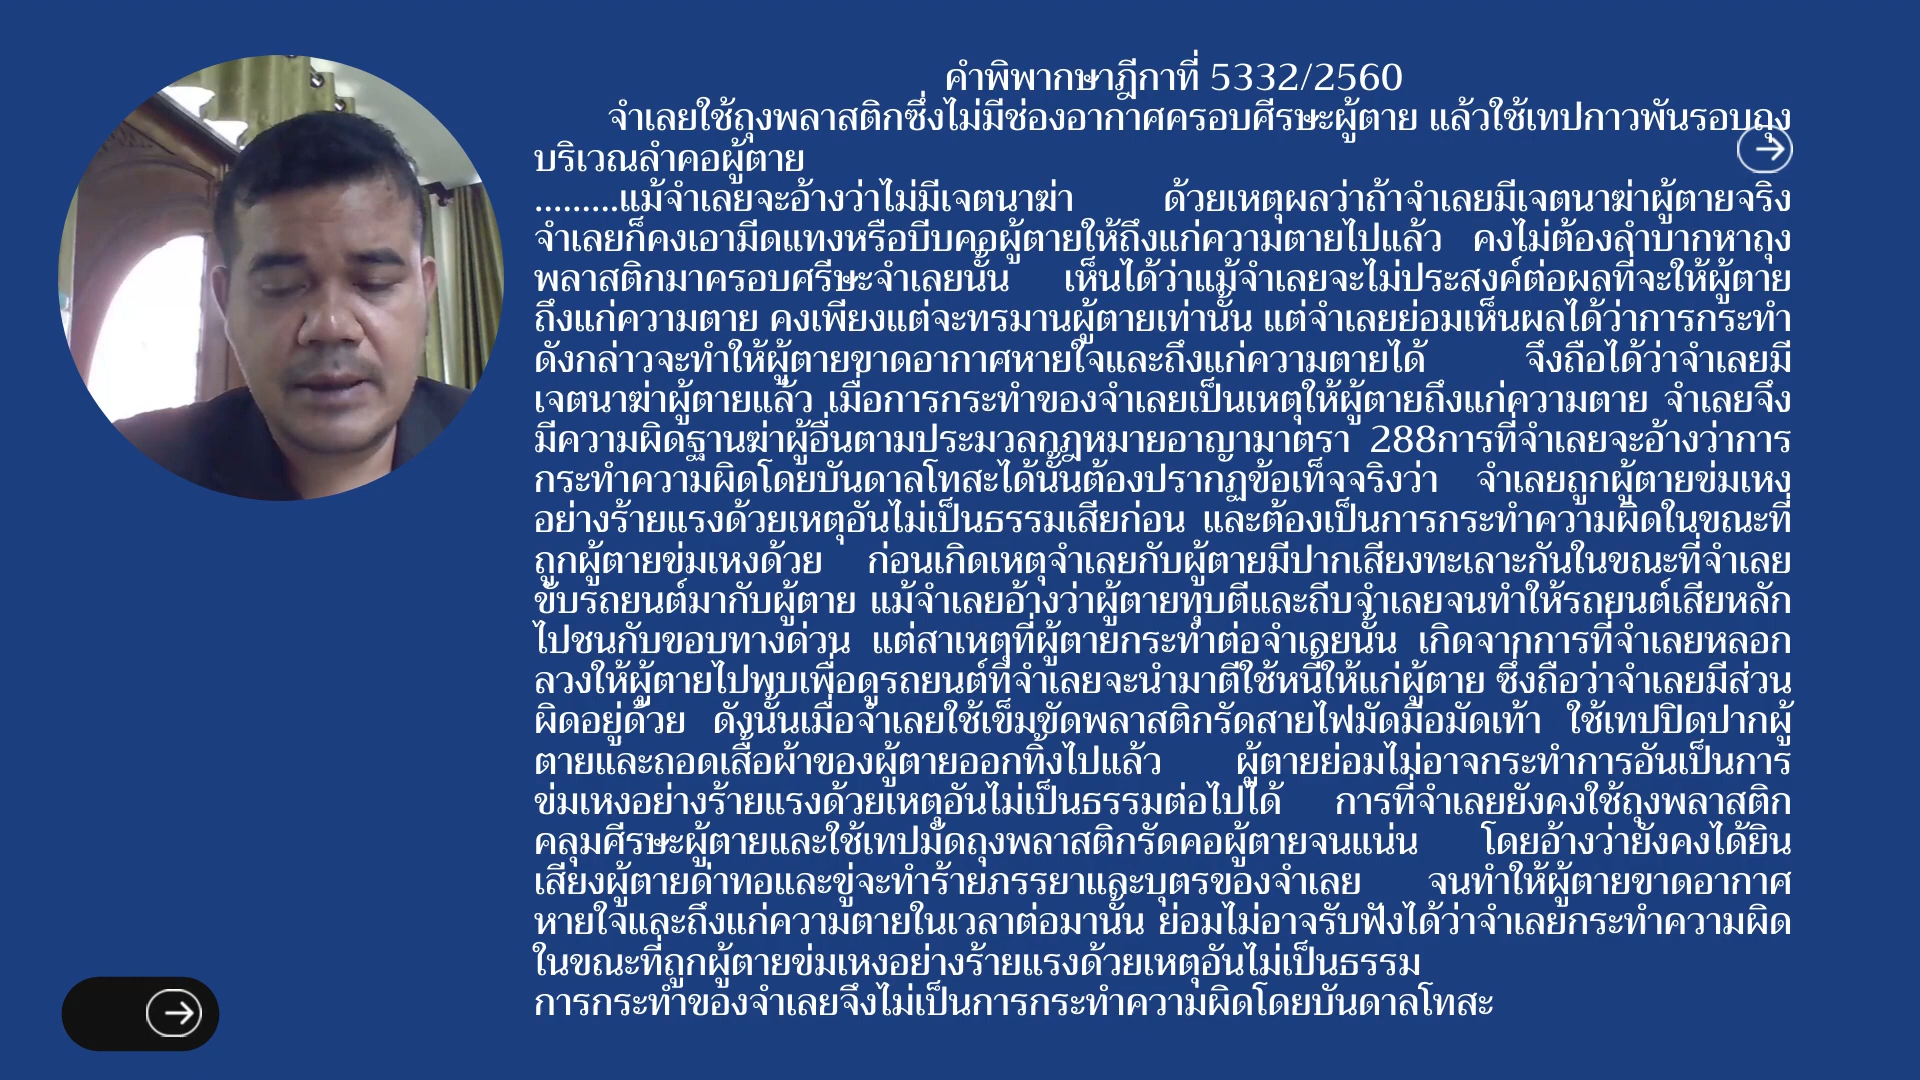 คำพิพากษาฎีกาที่ 5332/2560
จำเลยใช้ถุงพลาสติกซึ่งไม่มีช่องอากาศครอบศีรษะผู้ตาย แล้วใช้เทปกาวพันรอบถุง
บริเวณลำคอผู้ตาย
.........แม้จำเลยจะอ้างว่าไม่มีเจตนาฆ่า ด้วยเหตุผลว่าถ้าจำเลยมีเจตนาฆ่าผู้ตายจริง
จำเลยก็คงเอามีดแทงหรือบีบคอผู้ตายให้ถึงแก่ความตายไปแล้ว คงไม่ต้องลำบากหาถุง
พลาสติกมาครอบศรีษะจำเลยนั้น เห็นได้ว่าแม้จำเลยจะไม่ประสงค์ต่อผลที่จะให้ผู้ตาย
ถึงแก่ความตาย คงเพียงแต่จะทรมานผู้ตายเท่านั้น แต่จำเลยย่อมเห็นผลได้ว่าการกระทำ
ดังกล่าวจะทำให้ผู้ตายขาดอากาศหายใจและถึงแก่ความตายได้ จึงถือได้ว่าจำเลยมี
เจตนาฆ่าผู้ตายแล้ว เมื่อการกระทำของจำเลยเป็นเหตุให้ผู้ตายถึงแก่ความตาย จำเลยจึง
มีความผิดฐานฆ่าผู้อื่นตามประมวลกฎหมายอาญามาตรา 288การที่จำเลยจะอ้างว่าการ
กระทำความผิดโดยบันดาลโทสะได้นั้นต้องปรากฏข้อเท็จจริงว่า จำเลยถูกผู้ตายข่มเหง
อย่างร้ายแรงด้วยเหตุอันไม่เป็นธรรมเสียก่อน และต้องเป็นการกระทำความผิดในขณะที่
ถูกผู้ตายข่มเหงด้วย ก่อนเกิดเหตุจำเลยกับผู้ตายมีปากเสียงทะเลาะกันในขณะที่จำเลย
ขับรถยนต์มากับผู้ตาย แม้จำเลยอ้างว่าผู้ตายทุบตีและถีบจำเลยจนทำให้รถยนต์เสียหลัก
ไปชนกับขอบทางด่วน แต่สาเหตุที่ผู้ตายกระทำต่อจำเลยนั้น เกิดจากการที่จำเลยหลอก
ลวงให้ผู้ตายไปพบเพื่อดูรถยนต์ที่จำเลยจะนำมาตีใช้หนี้ให้แก่ผู้ตาย ซึ่งถือว่าจำเลยมีส่วน
ผิดอยู่ด้วย ดังนั้นเมื่อจำเลยใช้เข็มขัดพลาสติกรัดสายไฟมัดมือมัดเท้า ใช้เทปปิดปากผู้
ตายและถอดเสื้อผ้าของผู้ตายออกทิ้งไปแล้ว ผู้ตายย่อมไม่อาจกระทำการอันเป็นการ
ข่มเหงอย่างร้ายแรงด้วยเหตุอันไม่เป็นธรรมต่อไปได้ การที่จำเลยยังคงใช้ถุงพลาสติก
คลุมศีรษะผู้ตายและใช้เทปมัดถุงพลาสติกรัดคอผู้ตายจนแน่น โดยอ้างว่ายังคงได้ยิน
เสียงผู้ตายด่าทอและขู่จะทำร้ายภรรยาและบุตรของจำเลย จนทำให้ผู้ตายขาดอากาศ
หายใจและถึงแก่ความตายในเวลาต่อมานั้น ย่อมไม่อาจรับฟังได้ว่าจำเลยกระทำความผิด
ในขณะที่ถูกผู้ตายข่มเหงอย่างร้ายแรงด้วยเหตุอันไม่เป็นธรรม
การกระทำของจำเลยจึงไม่เป็นการกระทำความผิดโดยบันดาลโทสะ